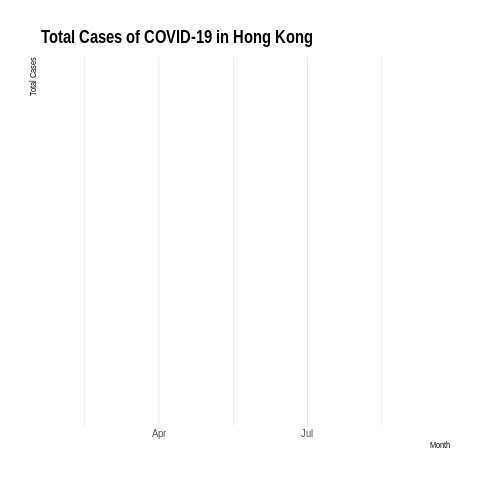 Total Cases of COVID-19 in Hong Kong
Total Cases
Apr
Jul
Month